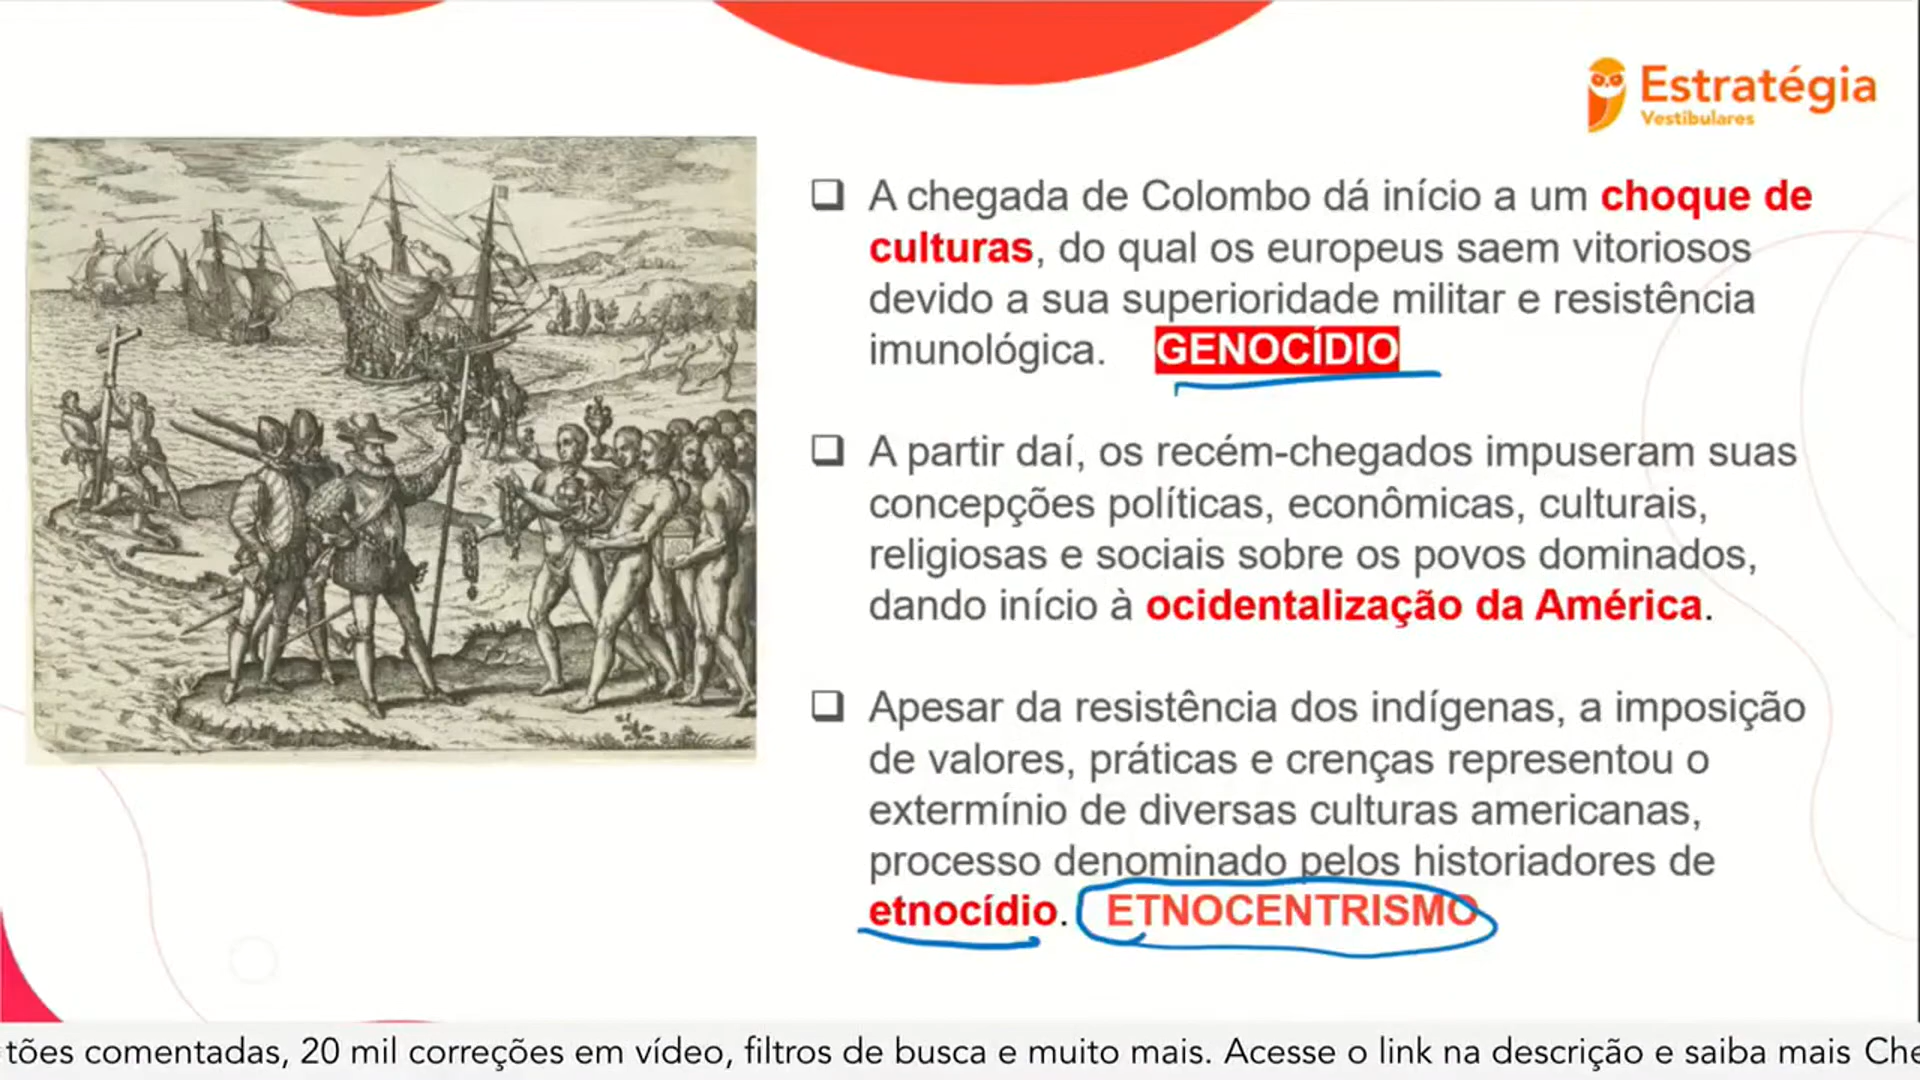 Estratégia
Vestibulares
A chegada de Colombo dá início a um choque de
culturas, do qual os europeus saem vitoriosos
devido a sua superioridade militar e resistência
imunológica. GENOCÍDIO
A partir daí, os recém-chegados impuseram suas
concepções políticas, econômicas, culturais,
religiosas e sociais sobre os povos dominados,
dando início à ocidentalização da América.
Apesar da resistência dos indígenas, a imposição
de valores, práticas e crenças representou o
extermínio de diversas culturas americanas,
processo denominado pelos historiadores de
etnocídio. ETNOCENTRISMO
tões comentadas, 20 mil correções em vídeo, filtros de busca e muito mais. Acesse o link na descrição e saiba mais Che